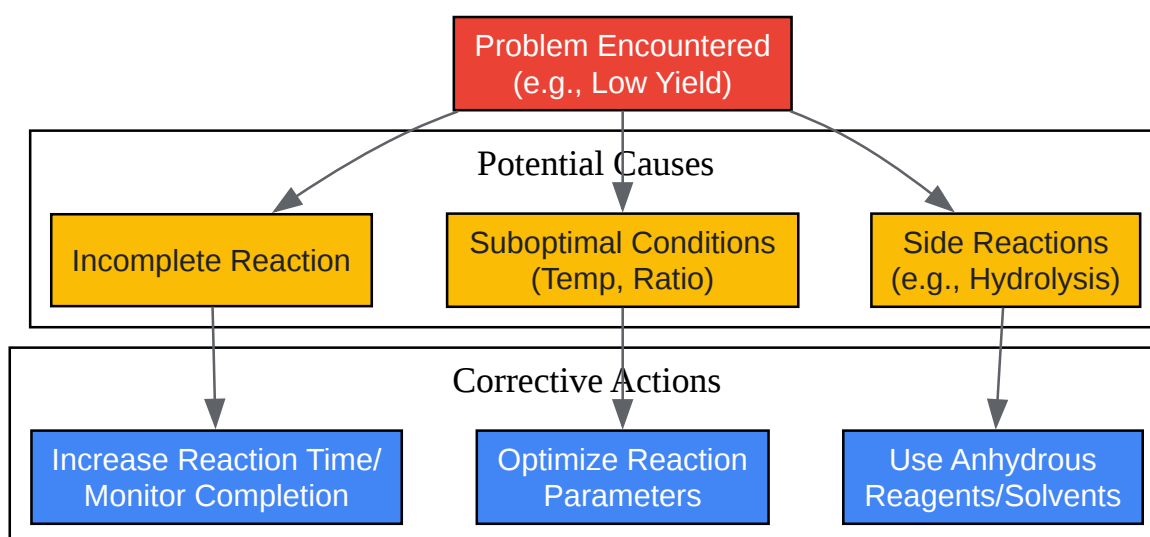 Problem Encountered
(e.g., Low Yield)
Potential Causes
Incomplete Reaction
Suboptimal Conditions
(Temp, Ratio)
Side Reactions
(e.g., Hydrolysis)
Corrective Actions
Increase Reaction Time/
Monitor Completion
Optimize Reaction
Parameters
Use Anhydrous
Reagents/Solvents